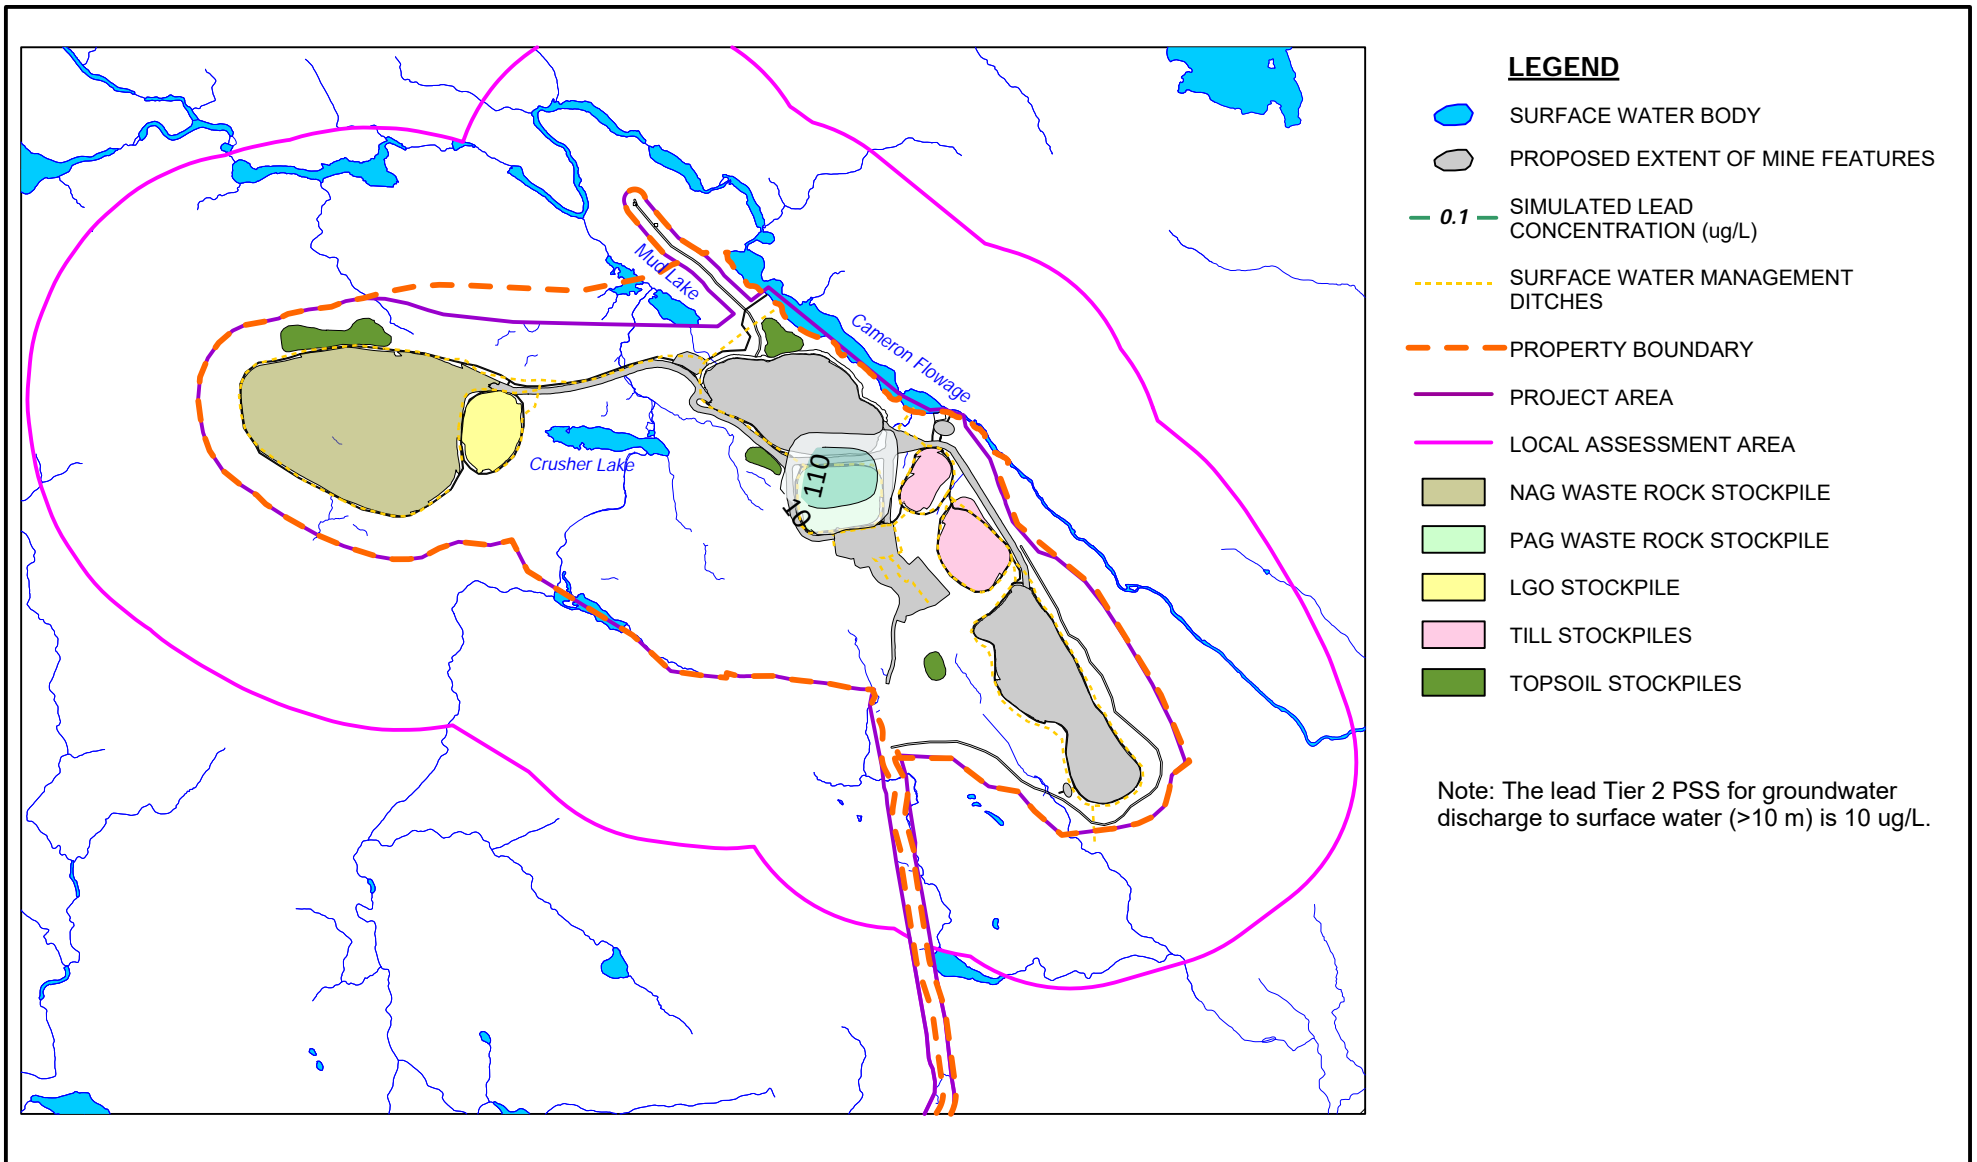 LEGEND
SURFACE WATER BODY
PROPOSED EXTENT OF MINE FEATURES
0.1
SIMULATED LEAD
CONCENTRATION (ug/L)
SURFACE WATER MANAGEMENT
DITCHES
PROPERTY BOUNDARY
PROJECT AREA
LOCAL ASSESSMENT AREA
NAG WASTE ROCK STOCKPILE
PAG WASTE ROCK STOCKPILE
LGO STOCKPILE
TILL STOCKPILES
TOPSOIL STOCKPILES
Note: The lead Tier 2 PSS for groundwater
discharge to surface water (>10 m) is 10 ug/L.
Mud Lake
Cameron Flowage
Crusher Lake
110
10